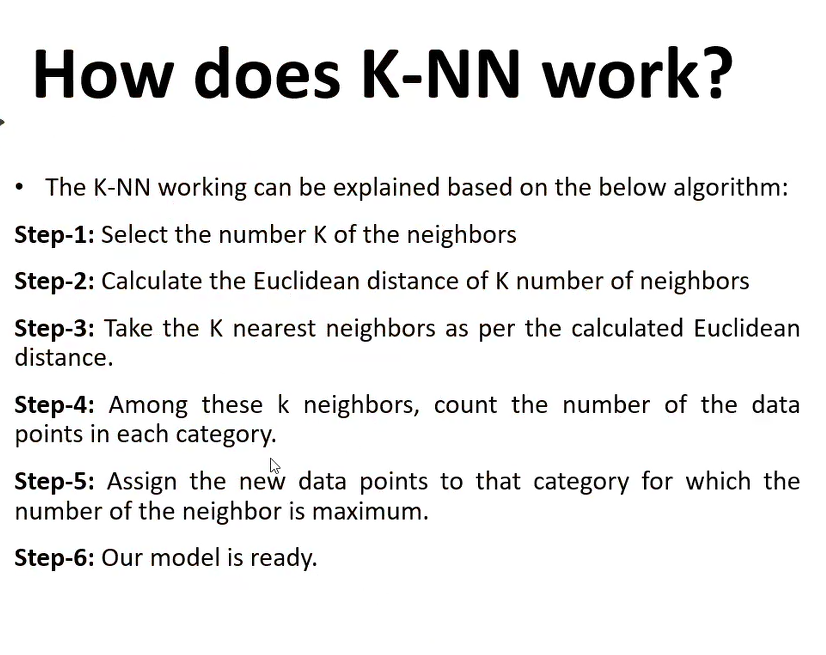 How does K-NN work?
• The K-NN working can be explained based on the below algorithm:
Step-1: Select the number K of the neighbors
Step-2: Calculate the Euclidean distance of K number of neighbors
Step-3: Take the K nearest neighbors as per the calculated Euclidean
distance.
Step-4: Among these k neighbors, count the number of the data
points in each category.
Step-5: Assign the new data points to that category for which the
number of the neighbor is maximum.
Step-6: Our model is ready.